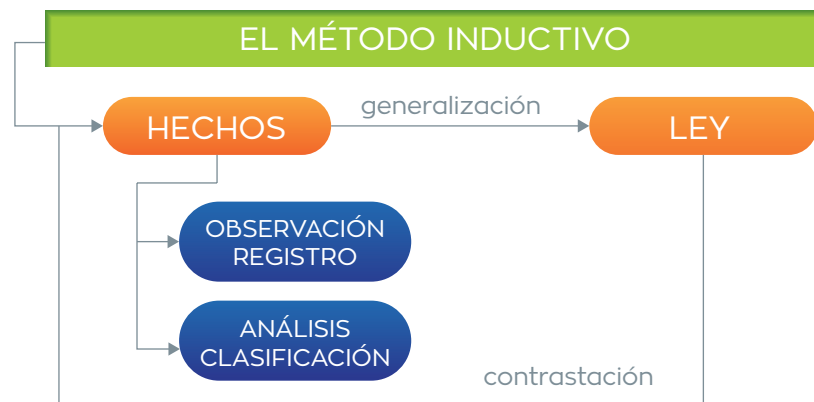 EL MÉTODO INDUCTIVO
HECHOS
generalización
LEY
OBSERVACIÓN
REGISTRO
ANÁLISIS
CLASIFICACIÓN
contrastación